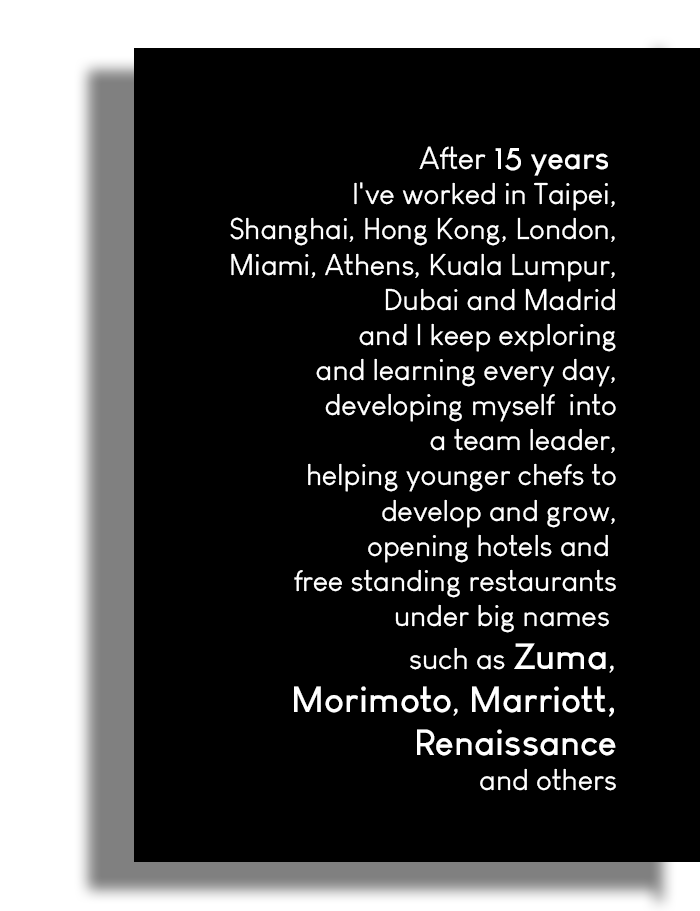 After 15 years
I've worked in Taipei,
Shanghai, Hong Kong, London,
Miami, Athens, Kuala Lumpur,
Dubai and Madrid
and I keep exploring
and learning every day,
developing myself  into
a team leader,
helping younger chefs to
develop and grow,
opening hotels and
free standing restaurants
under big names
such as Zuma,
Morimoto, Marriott,
Renaissance
and others